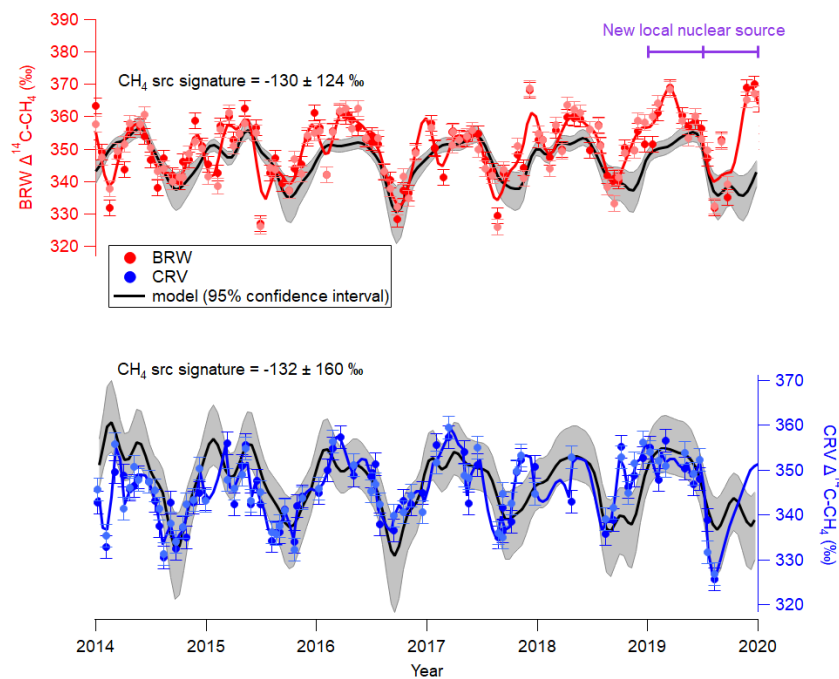 New local nuclear source
CH₄ src signature = -130 ± 124 ‰
390
380
370
360
350
340
330
320
BRW Δ¹⁴C-CH₄ (‰)
BRW
CRV
model (95% confidence interval)
CH₄ src signature = -132 ± 160 ‰
370
360
350
340
330
320
CRV Δ¹⁴C-CH₄ (‰)
2014 2015 2016 2017 2018 2019 2020
Year